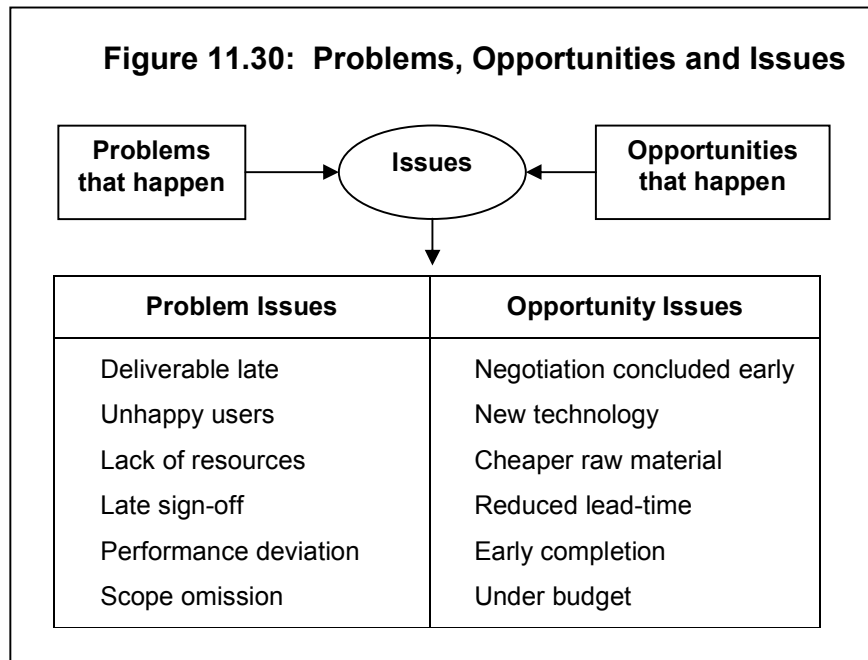 Figure 11.30:  Problems, Opportunities and Issues
Problems
that happen
Issues
Opportunities
that happen
Problem Issues
Opportunity Issues
Deliverable late
Negotiation concluded early
Unhappy users
New technology
Lack of resources
Cheaper raw material
Late sign-off
Reduced lead-time
Performance deviation
Early completion
Scope omission
Under budget